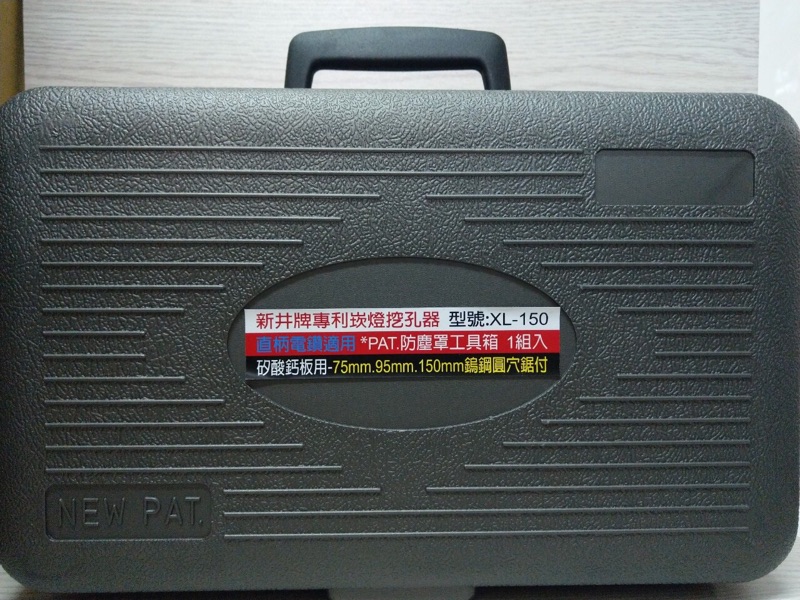 新井牌專利崁燈挖孔器 型號:XL-150
直柄電鑽適用 *PAT.防塵罩工具箱 1組入
矽酸鈣板用-75mm.95mm.150mm鎢鋼圓穴鋸付
NEW PAT.